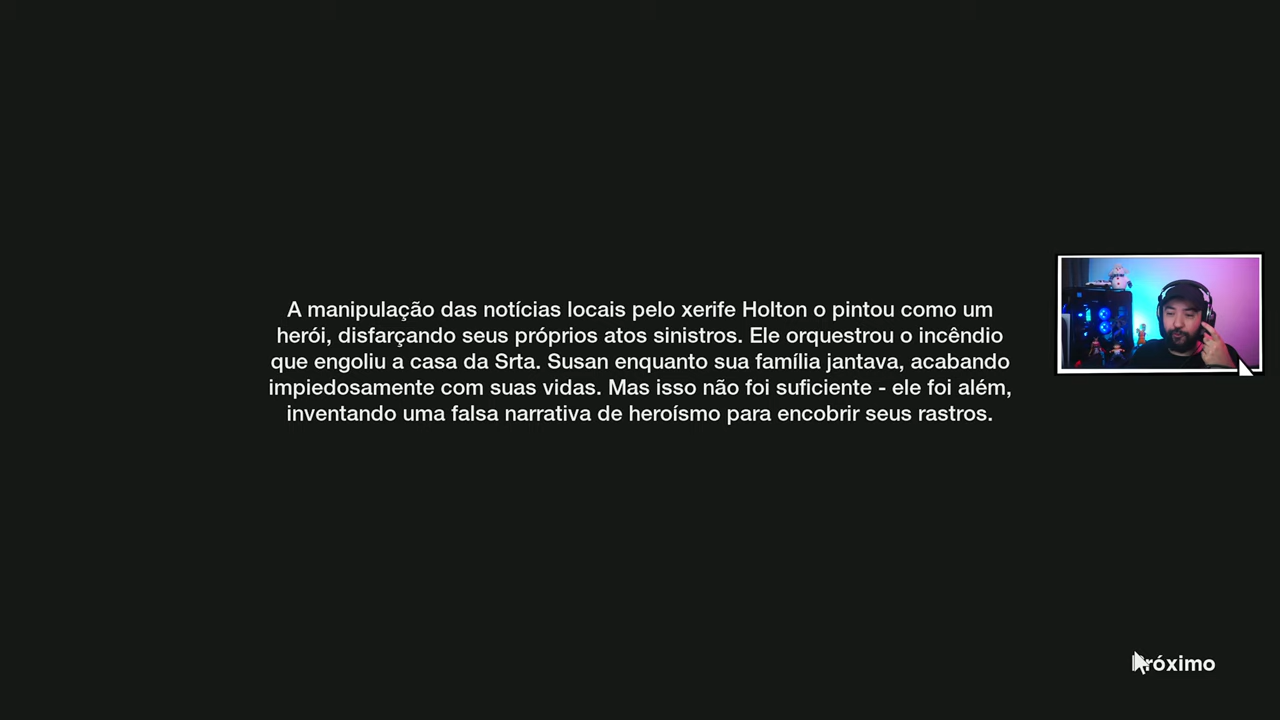 A manipulação das notícias locais pelo xerife Holton o pintou como um
herói, disfarçando seus próprios atos sinistros. Ele orquestrou o incêndio
que engoliu a casa da Srta. Susan enquanto sua família jantava, acabando
impiedosamente com suas vidas. Mas isso não foi suficiente - ele foi além,
inventando uma falsa narrativa de heroísmo para encobrir seus rastros.
Próximo